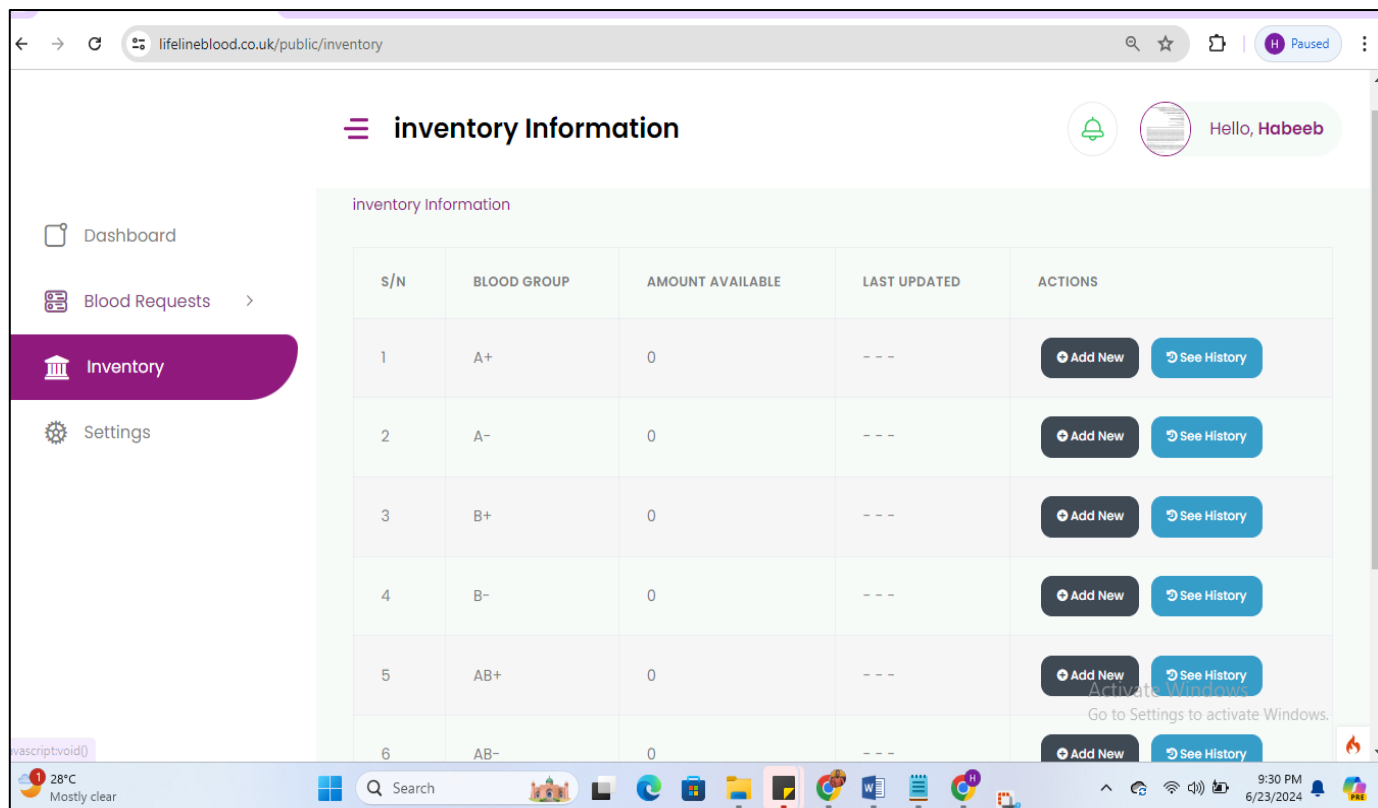 lifelineblood.co.uk/public/inventory
H Paused
inventory Information
Hello, Habeeb
inventory Information
Dashboard
Blood Requests
Inventory
Settings
S/N BLOOD GROUP AMOUNT AVAILABLE LAST UPDATED ACTIONS
1 A+ 0 - - - Add New See History
2 A- 0 - - - Add New See History
3 B+ 0 - - - Add New See History
4 B- 0 - - - Add New See History
5 AB+ 0 - - - Add New See History
Activate Windows
Go to Settings to activate Windows.
6 AB- 0 - - - Add New See History
vascript:void()
1 28°C
Mostly clear
Search
H
9:30 PM
6/23/2024
PRE